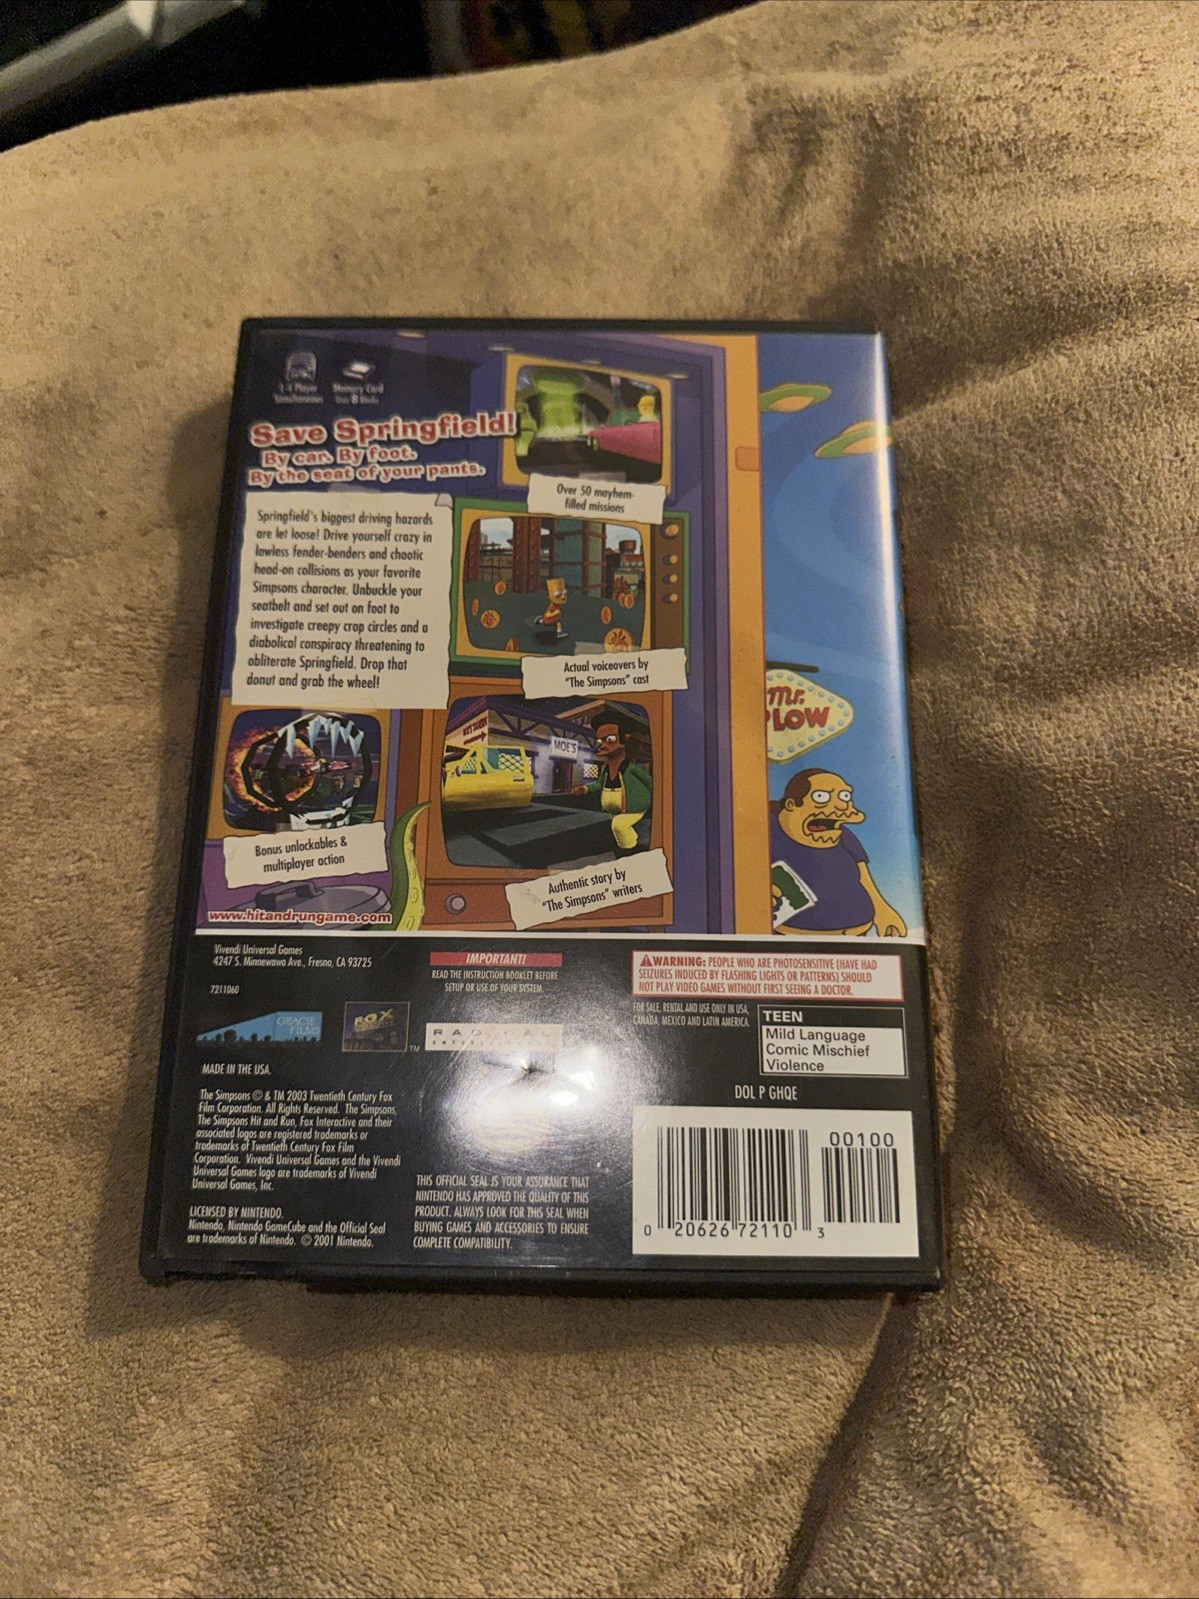 1-4 Player
Simultaneous
Memory Card
8 Blocks
Save Springfield!
By car. By foot.
By the seat of your pants.
Springfield's biggest driving hazards
are let loose! Drive yourself crazy in
lawless fender-benders and chaotic
head-on collisions as your favorite
Simpsons character. Unbuckle your
seatbelt and set out on foot to
investigate creepy crop circles and a
diabolical conspiracy threatening to
obliterate Springfield. Drop that
donut and grab the wheel!
Over 50 mayhem-
filled missions
Actual voiceovers by
"The Simpsons" cast
MOE'S
Authentic story by
"The Simpsons" writers
Bonus unlockables &
multiplayer action
www.hitandrungame.com
Mr.
LOW
Vivendi Universal Games
4247 S. Minnewawa Ave., Fresno, CA 93725
7211060
GRACIE
FILMS
FOX
TM
RADICAL
MADE IN THE USA.
The Simpsons © & TM 2003 Twentieth Century Fox
Film Corporation. All Rights Reserved. The Simpsons,
The Simpsons Hit and Run, Fox Interactive and their
associated logos are registered trademarks or
trademarks of Twentieth Century Fox Film
Corporation. Vivendi Universal Games and the Vivendi
Universal Games logo are trademarks of Vivendi
Universal Games, Inc.
LICENSED BY NINTENDO.
Nintendo, Nintendo GameCube and the Official Seal
are trademarks of Nintendo. © 2001 Nintendo.
IMPORTANT!
READ THE INSTRUCTION BOOKLET BEFORE
SETUP OR USE OF YOUR SYSTEM.
THIS OFFICIAL SEAL IS YOUR ASSURANCE THAT
NINTENDO HAS APPROVED THE QUALITY OF THIS
PRODUCT. ALWAYS LOOK FOR THIS SEAL WHEN
BUYING GAMES AND ACCESSORIES TO ENSURE
COMPLETE COMPATIBILITY.
WARNING: PEOPLE WHO ARE PHOTOSENSITIVE (HAVE HAD
SEIZURES INDUCED BY FLASHING LIGHTS OR PATTERNS) SHOULD
NOT PLAY VIDEO GAMES WITHOUT FIRST SEEING A DOCTOR.
FOR SALE, RENTAL AND USE ONLY IN USA,
CANADA, MEXICO AND LATIN AMERICA.
TEEN
Mild Language
Comic Mischief
Violence
DOL P GHQE
00100
0 20626 72110 3